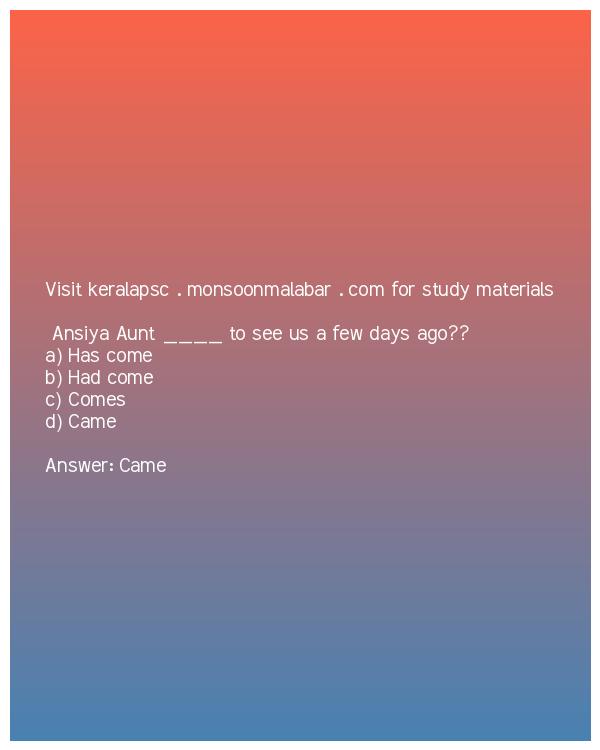 Visit keralapsc . monsoonmalabar . com for study materials
Ansiya Aunt ____ to see us a few days ago??
a) Has come
b) Had come
c) Comes
d) Came
Answer: Came